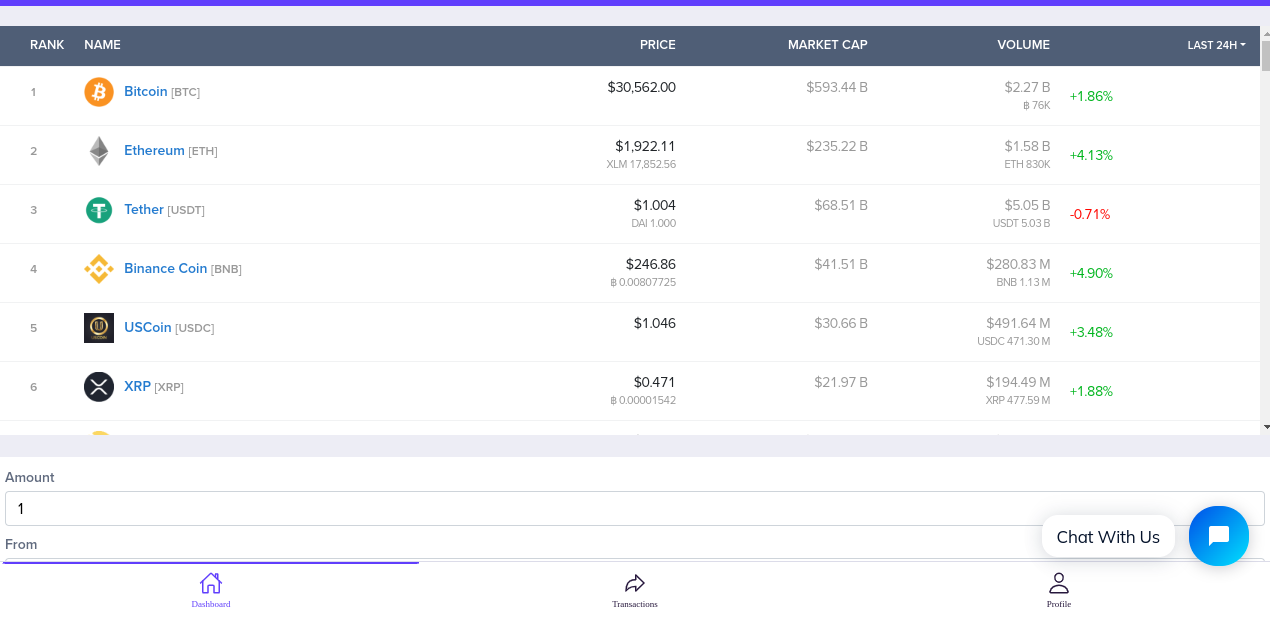 RANK NAME PRICE MARKET CAP VOLUME LAST 24H
1 Bitcoin [BTC] $30,562.00 $593.44 B $2.27 B +1.86%
฿ 76K
2 Ethereum [ETH] $1,922.11 $235.22 B $1.58 B +4.13%
XLM 17,852.56 ETH 830K
3 Tether [USDT] $1.004 $68.51 B $5.05 B -0.71%
DAI 1.000 USDT 5.03 B
4 Binance Coin [BNB] $246.86 $41.51 B $280.83 M +4.90%
฿ 0.00807725 BNB 1.13 M
5 USCoin [USDC] $1.046 $30.66 B $491.64 M +3.48%
USDC 471.30 M
6 XRP [XRP] $0.471 $21.97 B $194.49 M +1.88%
฿ 0.00001542 XRP 477.59 M
Amount
1
Chat With Us
From
Dashboard Transactions Profile